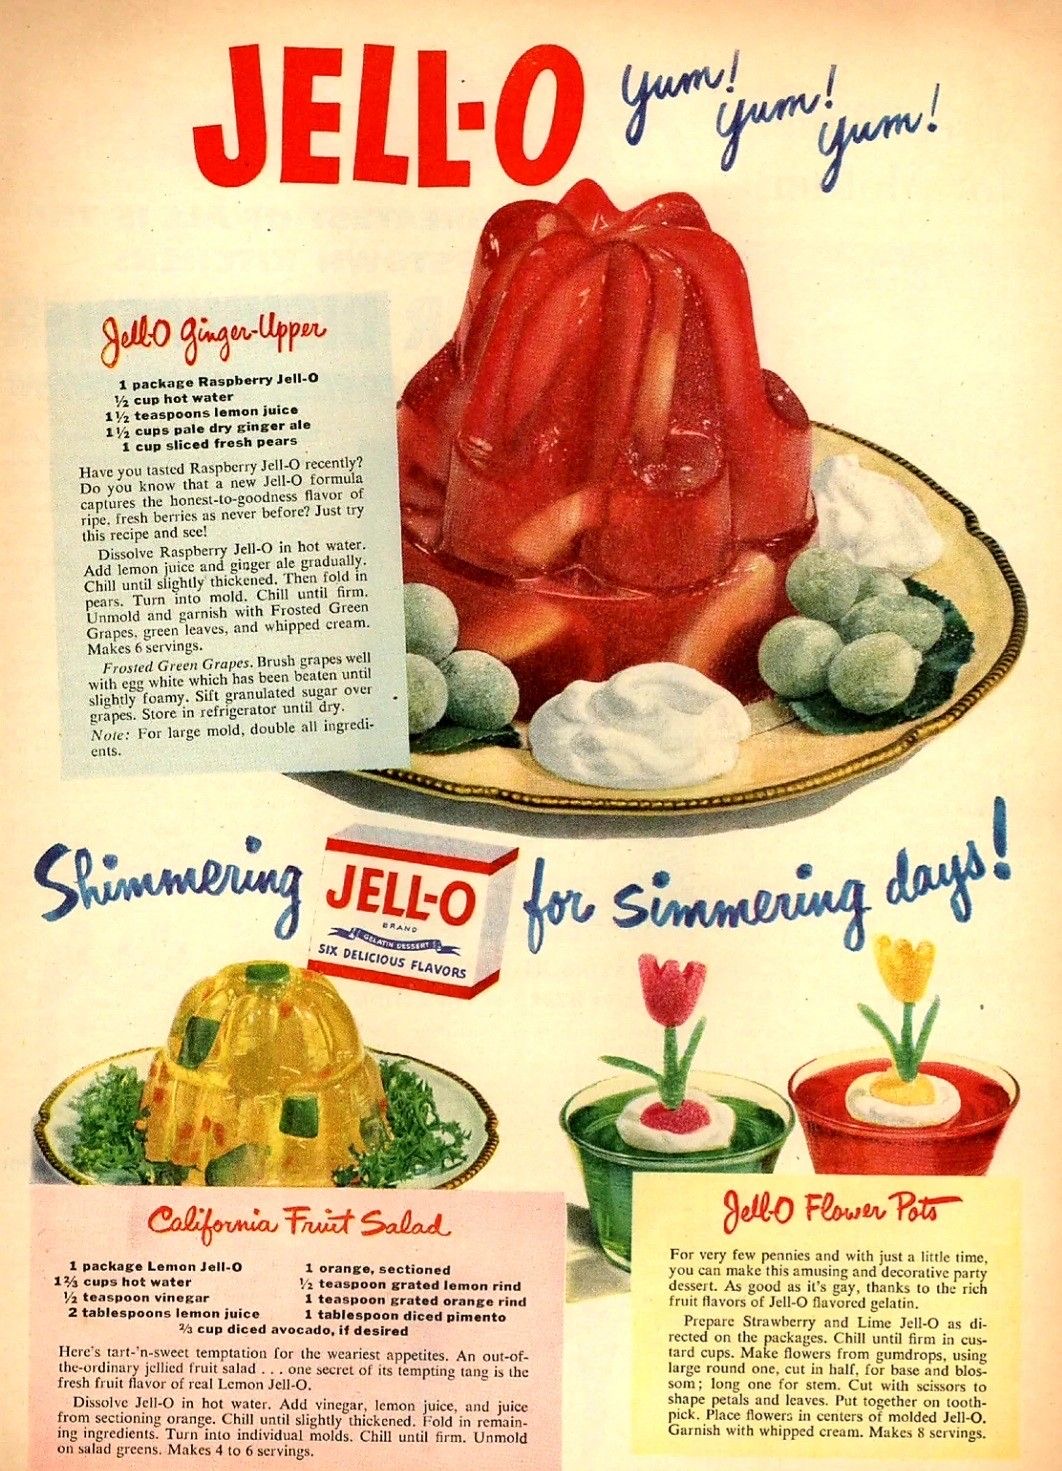 JELL-O
Yum!
Yum!
Yum!
Jell-O Ginger-Upper
1 package Raspberry Jell-O
½ cup hot water
1½ teaspoons lemon juice
1½ cups pale dry ginger ale
1 cup sliced fresh pears
Have you tasted Raspberry Jell-O recently?
Do you know that a new Jell-O formula
captures the honest-to-goodness flavor of
ripe, fresh berries as never before? Just try
this recipe and see!
Dissolve Raspberry Jell-O in hot water.
Add lemon juice and ginger ale gradually.
Chill until slightly thickened. Then fold in
pears. Turn into mold. Chill until firm.
Unmold and garnish with Frosted Green
Grapes, green leaves, and whipped cream.
Makes 6 servings.
Frosted Green Grapes. Brush grapes well
with egg white which has been beaten until
slightly foamy. Sift granulated sugar over
grapes. Store in refrigerator until dry.
Note: For large mold, double all ingredi-
ents.
Shimmering
JELL-O
BRAND
GELATIN DESSERT
SIX DELICIOUS FLAVORS
for simmering days!
California Fruit Salad
1 package Lemon Jell-O
1⅔ cups hot water
½ teaspoon vinegar
2 tablespoons lemon juice
1 orange, sectioned
½ teaspoon grated lemon rind
1 teaspoon grated orange rind
1 tablespoon diced pimento
⅔ cup diced avocado, if desired
Here's tart-'n-sweet temptation for the weariest appetites. An out-of-
the-ordinary jellied fruit salad . . . one secret of its tempting tang is the
fresh fruit flavor of real Lemon Jell-O.
Dissolve Jell-O in hot water. Add vinegar, lemon juice, and juice
from sectioning orange. Chill until slightly thickened. Fold in remain-
ing ingredients. Turn into individual molds. Chill until firm. Unmold
on salad greens. Makes 4 to 6 servings.
Jell-O Flower Pots
For very few pennies and with just a little time,
you can make this amusing and decorative party
dessert. As good as it's gay, thanks to the rich
fruit flavors of Jell-O flavored gelatin.
Prepare Strawberry and Lime Jell-O as di-
rected on the packages. Chill until firm in cus-
tard cups. Make flowers from gumdrops, using
large round one, cut in half, for base and blos-
som; long one for stem. Cut with scissors to
shape petals and leaves. Put together on tooth-
pick. Place flowers in centers of molded Jell-O.
Garnish with whipped cream. Makes 8 servings.